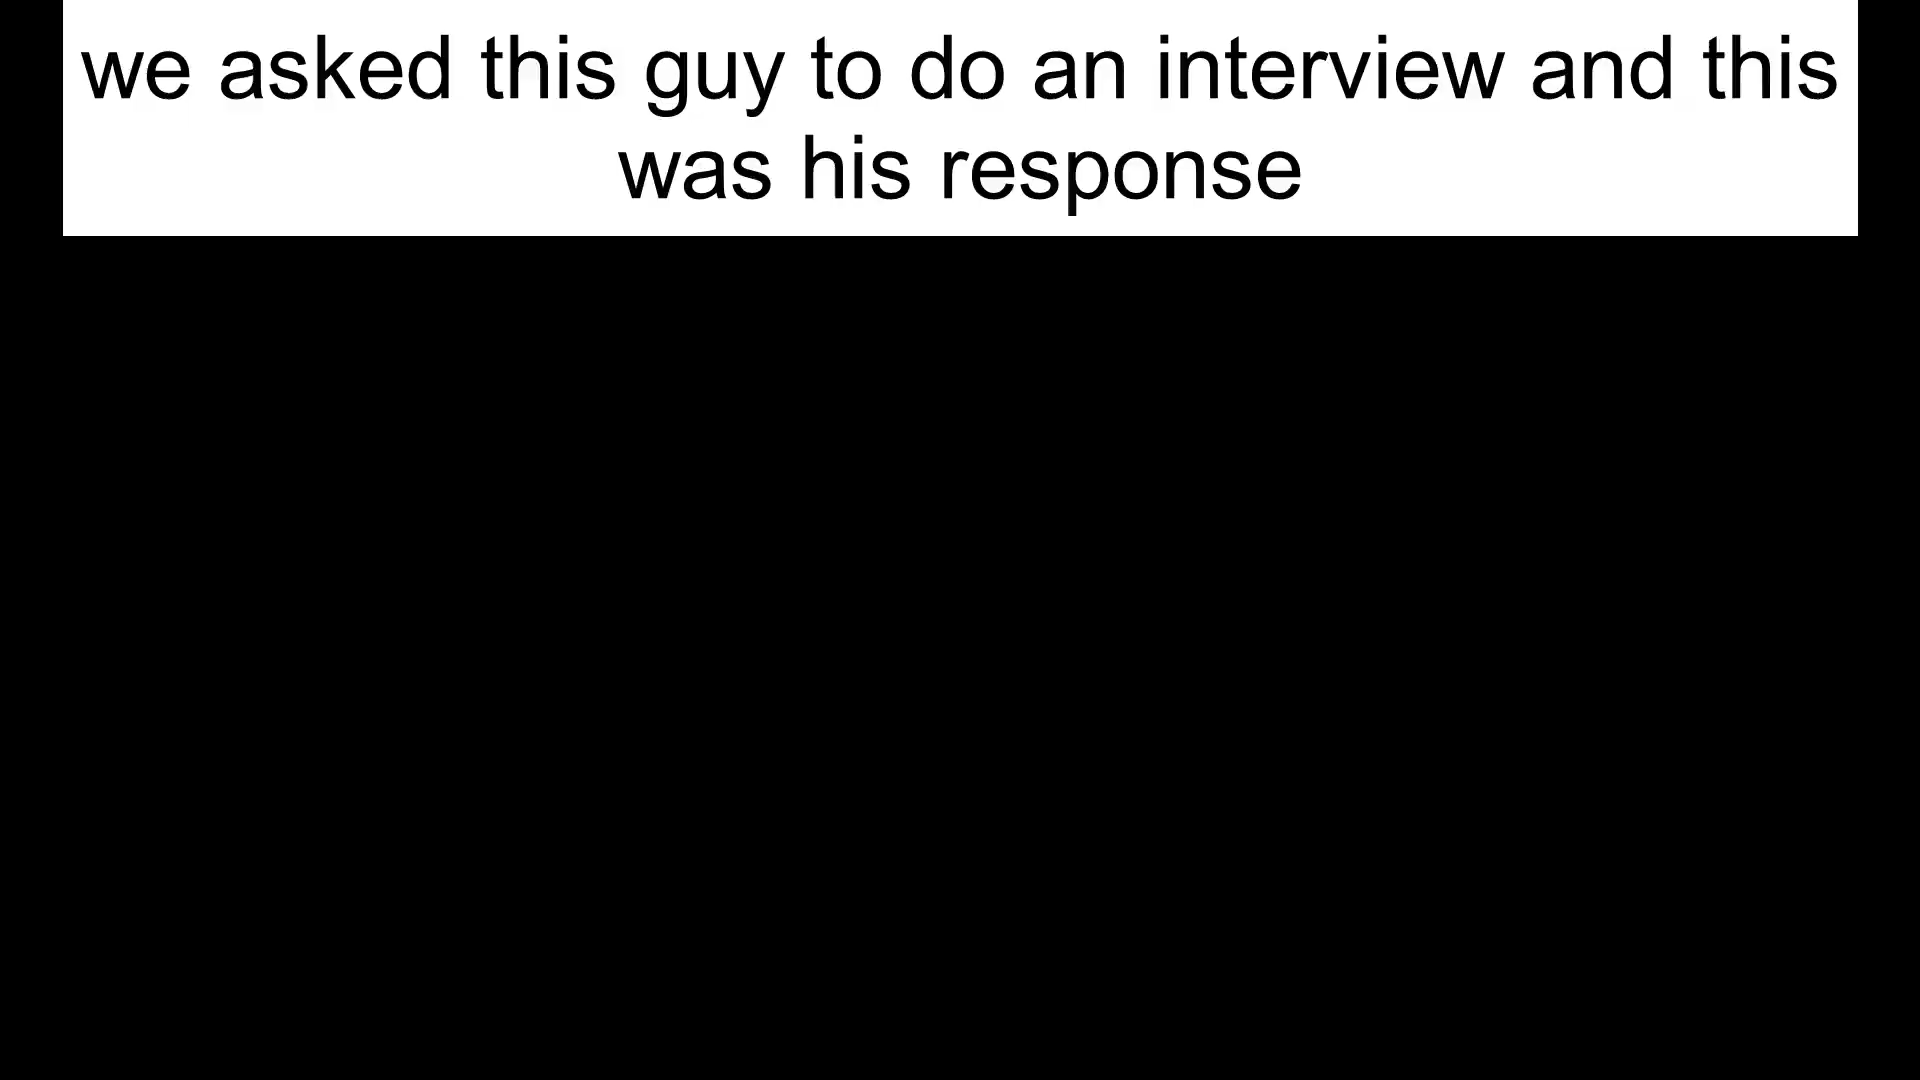 we asked this guy to do an interview and this
was his response